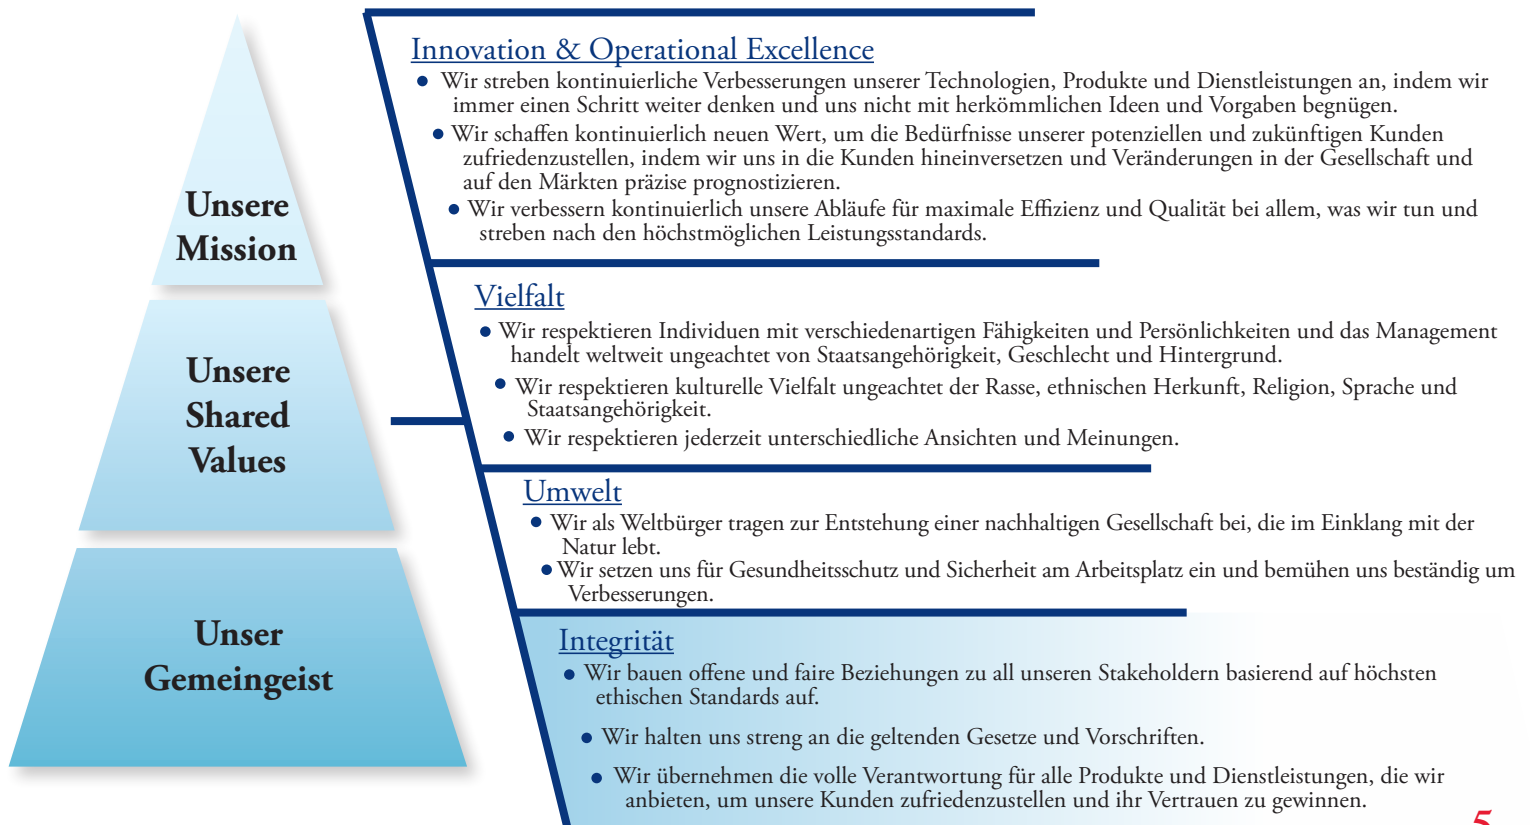 Unsere
Mission
Unsere
Shared
Values
Unser
Gemeingeist
Innovation & Operational Excellence
• Wir streben kontinuierliche Verbesserungen unserer Technologien, Produkte und Dienstleistungen an, indem wir
immer einen Schritt weiter denken und uns nicht mit herkömmlichen Ideen und Vorgaben begnügen.
• Wir schaffen kontinuierlich neuen Wert, um die Bedürfnisse unserer potenziellen und zukünftigen Kunden
zufriedenzustellen, indem wir uns in die Kunden hineinversetzen und Veränderungen in der Gesellschaft und
auf den Märkten präzise prognostizieren.
• Wir verbessern kontinuierlich unsere Abläufe für maximale Effizienz und Qualität bei allem, was wir tun und
streben nach den höchstmöglichen Leistungsstandards.
Vielfalt
• Wir respektieren Individuen mit verschiedenartigen Fähigkeiten und Persönlichkeiten und das Management
handelt weltweit ungeachtet von Staatsangehörigkeit, Geschlecht und Hintergrund.
• Wir respektieren kulturelle Vielfalt ungeachtet der Rasse, ethnischen Herkunft, Religion, Sprache und
Staatsangehörigkeit.
• Wir respektieren jederzeit unterschiedliche Ansichten und Meinungen.
Umwelt
• Wir als Weltbürger tragen zur Entstehung einer nachhaltigen Gesellschaft bei, die im Einklang mit der
Natur lebt.
• Wir setzen uns für Gesundheitsschutz und Sicherheit am Arbeitsplatz ein und bemühen uns beständig um
Verbesserungen.
Integrität
• Wir bauen offene und faire Beziehungen zu all unseren Stakeholdern basierend auf höchsten
ethischen Standards auf.
• Wir halten uns streng an die geltenden Gesetze und Vorschriften.
• Wir übernehmen die volle Verantwortung für alle Produkte und Dienstleistungen, die wir
anbieten, um unsere Kunden zufriedenzustellen und ihr Vertrauen zu gewinnen.
5